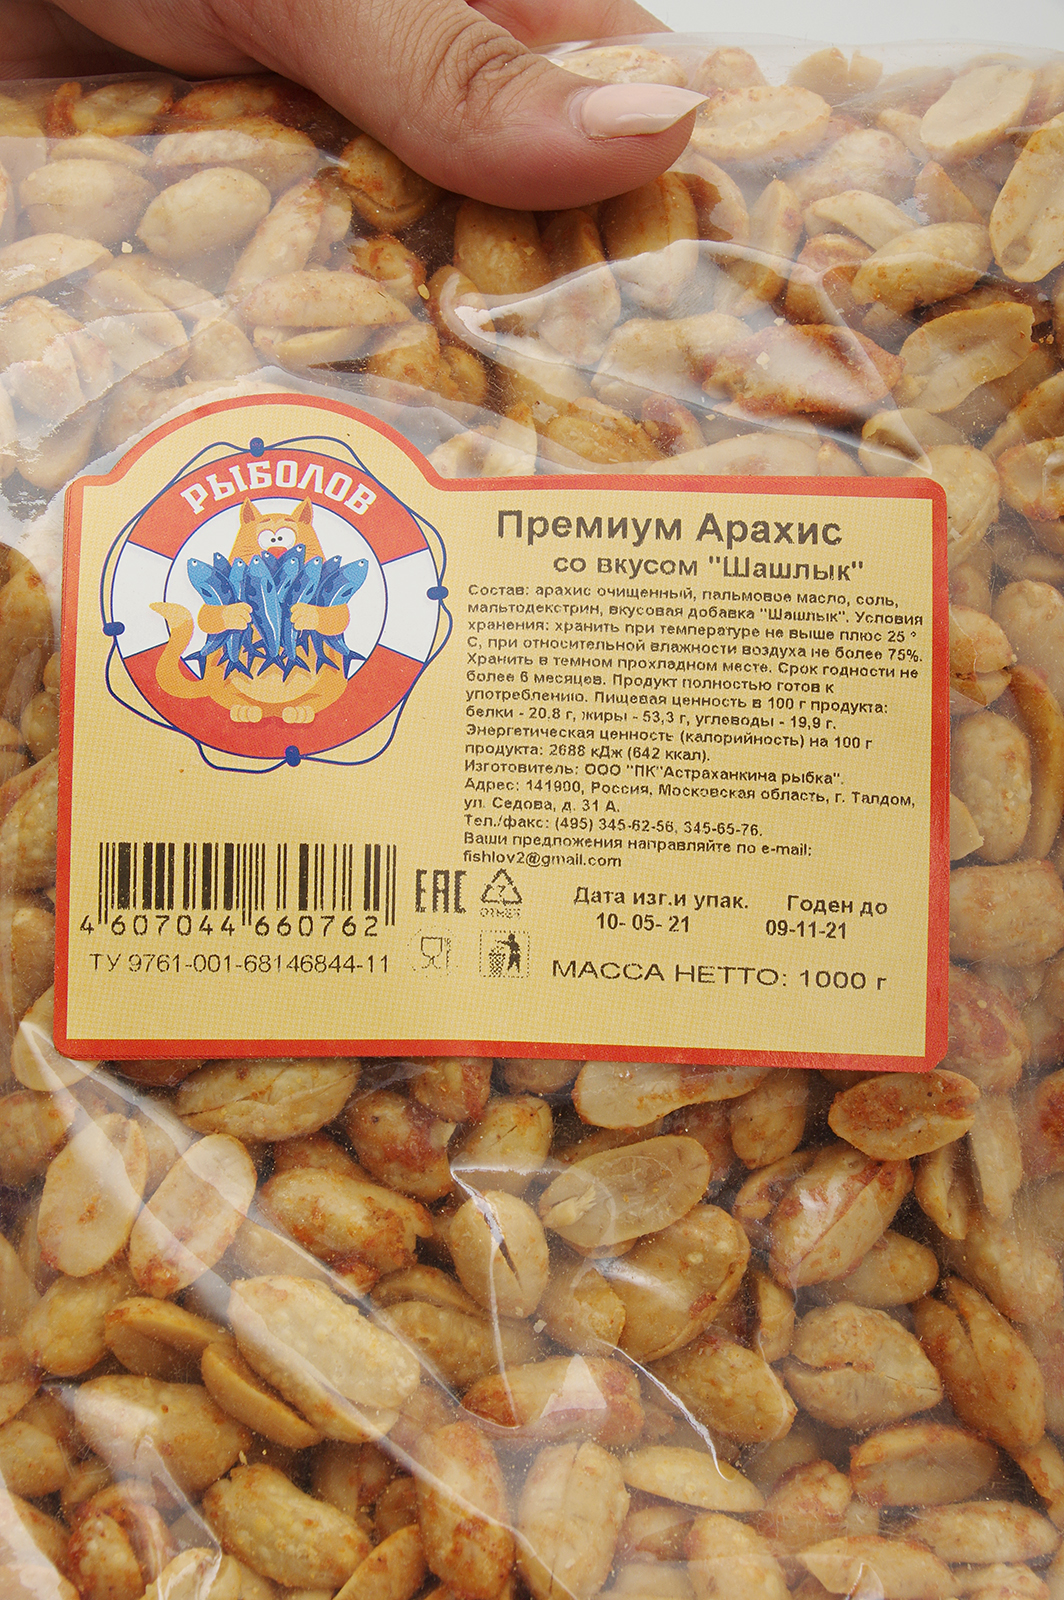 РЫБОЛОВ
Премиум Арахис
со вкусом "Шашлык"
Состав: арахис очищенный, пальмовое масло, соль,
мальтодекстрин, вкусовая добавка "Шашлык". Условия
хранения: хранить при температуре не выше плюс 25 °
С, при относительной влажности воздуха не более 75%.
Хранить в темном прохладном месте. Срок годности не
более 6 месяцев. Продукт полностью готов к
употреблению. Пищевая ценность в 100 г продукта:
белки - 20.8 г, жиры - 53,3 г, углеводы - 19,9 г.
Энергетическая ценность (калорийность) на 100 г
продукта: 2688 кДж (642 ккал).
Изготовитель: ООО "ПК"Астраханкина рыбка".
Адрес: 141900, Россия, Московская область, г. Талдом,
ул. Седова, д. 31 А.
Тел./факс: (495) 345-62-56, 345-65-76.
Ваши предложения направляйте по e-mail:
fishlov2@gmail.com
4 607044 660762
ТУ 9761-001-68146844-11
ЕАС
7
Дата изг.и упак. Годен до
10- 05- 21 09-11-21
МАССА НЕТТО: 1000 г